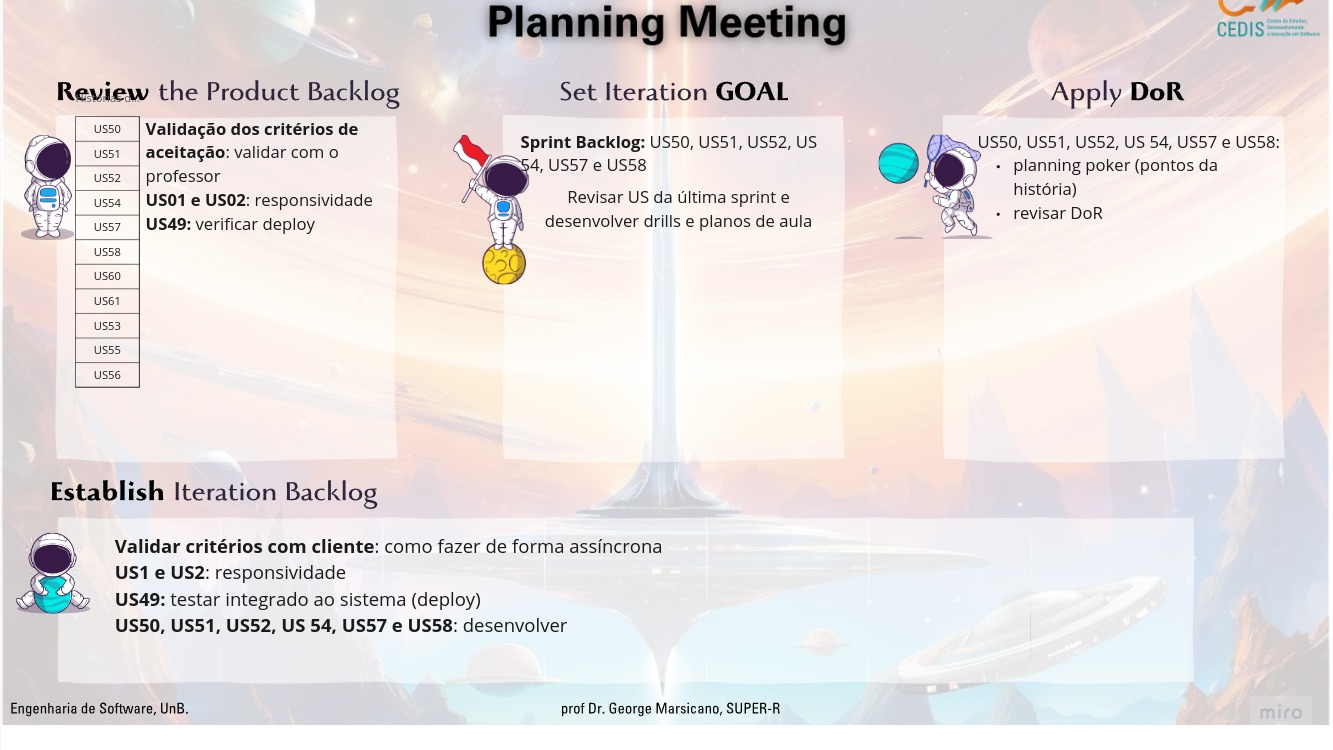 Planning Meeting
CEDIS
Centro de Estudos,
Desenvolvimento
e Inovação em Software
Review the Product Backlog
US50
US51
US52
US54
US57
US58
US60
US61
US53
US55
US56
Validação dos critérios de
aceitação: validar com o
professor
US01 e US02: responsividade
US49: verificar deploy
Set Iteration GOAL
Sprint Backlog: US50, US51, US52, US
54, US57 e US58
Revisar US da última sprint e
desenvolver drills e planos de aula
Apply DoR
US50, US51, US52, US 54, US57 e US58:
• planning poker (pontos da
história)
• revisar DoR
Establish Iteration Backlog
Validar critérios com cliente: como fazer de forma assíncrona
US1 e US2: responsividade
US49: testar integrado ao sistema (deploy)
US50, US51, US52, US 54, US57 e US58: desenvolver
Engenharia de Software, UnB.
prof Dr. George Marsicano, SUPER-R
miro